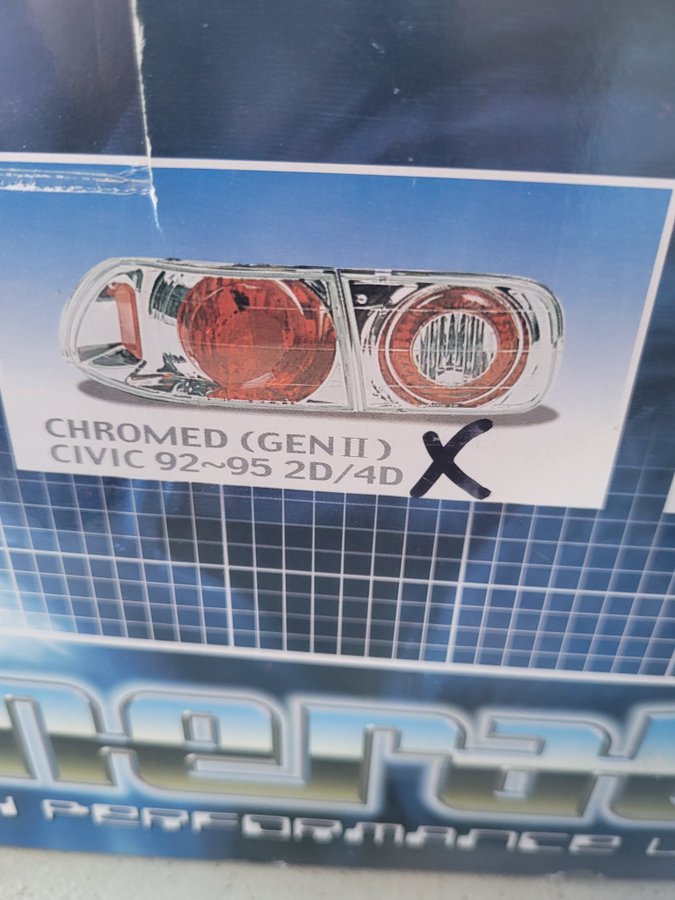 CHROMED (GEN II)
CIVIC 92~95 2D/4D X
PERFORMANCE